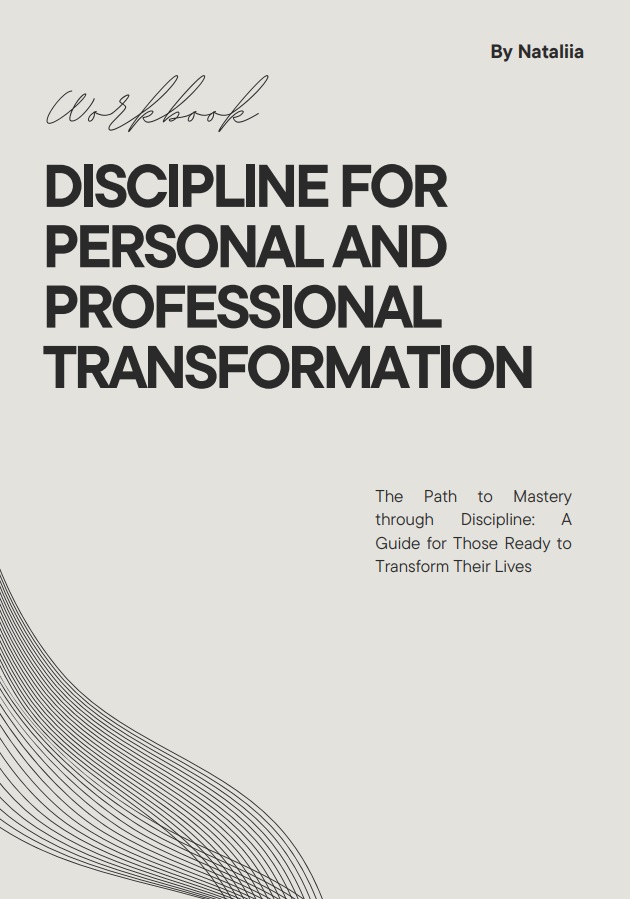 By Nataliia
Workbook
DISCIPLINE FOR
PERSONAL AND
PROFESSIONAL
TRANSFORMATION
The Path to Mastery
through Discipline: A
Guide for Those Ready to
Transform Their Lives